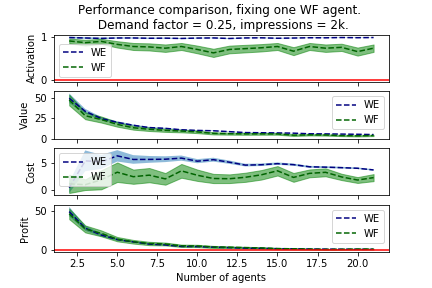 Performance comparison, fixing one WF agent.
Demand factor = 0.25, impressions = 2k.
Activation
1
0
WE
WF
Value
50
25
0
WE
WF
Cost
5
0
WE
WF
Profit
50
0
WE
WF
2.5 5.0 7.5 10.0 12.5 15.0 17.5 20.0
Number of agents